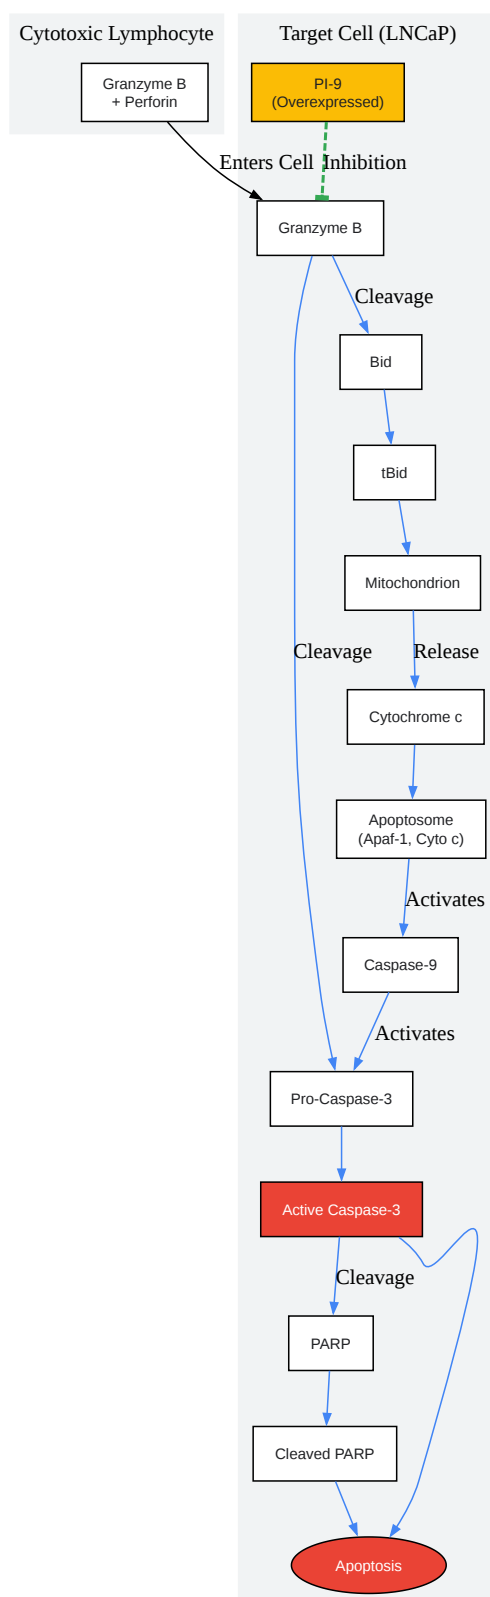 Cytotoxic Lymphocyte
Target Cell (LNCaP)
Granzyme B
+ Perforin
PI-9
(Overexpressed)
Enters Cell
Inhibition
Granzyme B
Cleavage
Bid
tBid
Mitochondrion
Cleavage
Release
Cytochrome c
Apoptosome
(Apaf-1, Cyto c)
Activates
Caspase-9
Activates
Pro-Caspase-3
Active Caspase-3
Cleavage
PARP
Cleaved PARP
Apoptosis